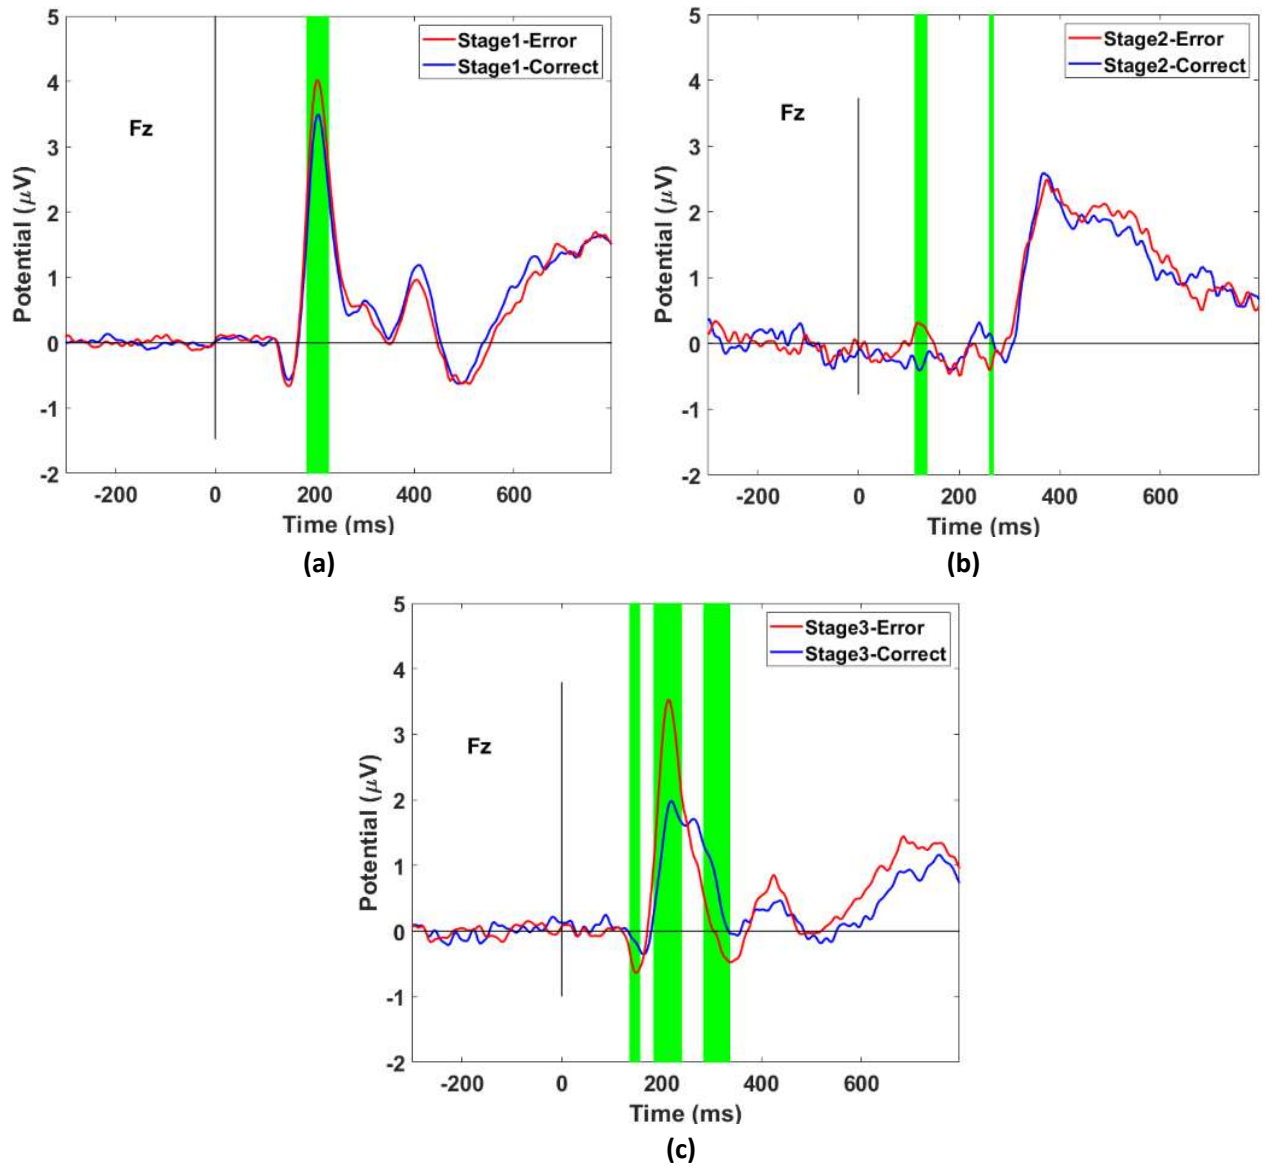 Stage1-Error
Stage1-Correct
Fz
Potential (μV)
5
4
3
2
1
0
-1
-2
-200 0 200 400 600
Time (ms)
(a)
Stage2-Error
Stage2-Correct
Fz
Potential (μV)
5
4
3
2
1
0
-1
-2
-200 0 200 400 600
Time (ms)
(b)
Stage3-Error
Stage3-Correct
Fz
Potential (μV)
5
4
3
2
1
0
-1
-2
-200 0 200 400 600
Time (ms)
(c)